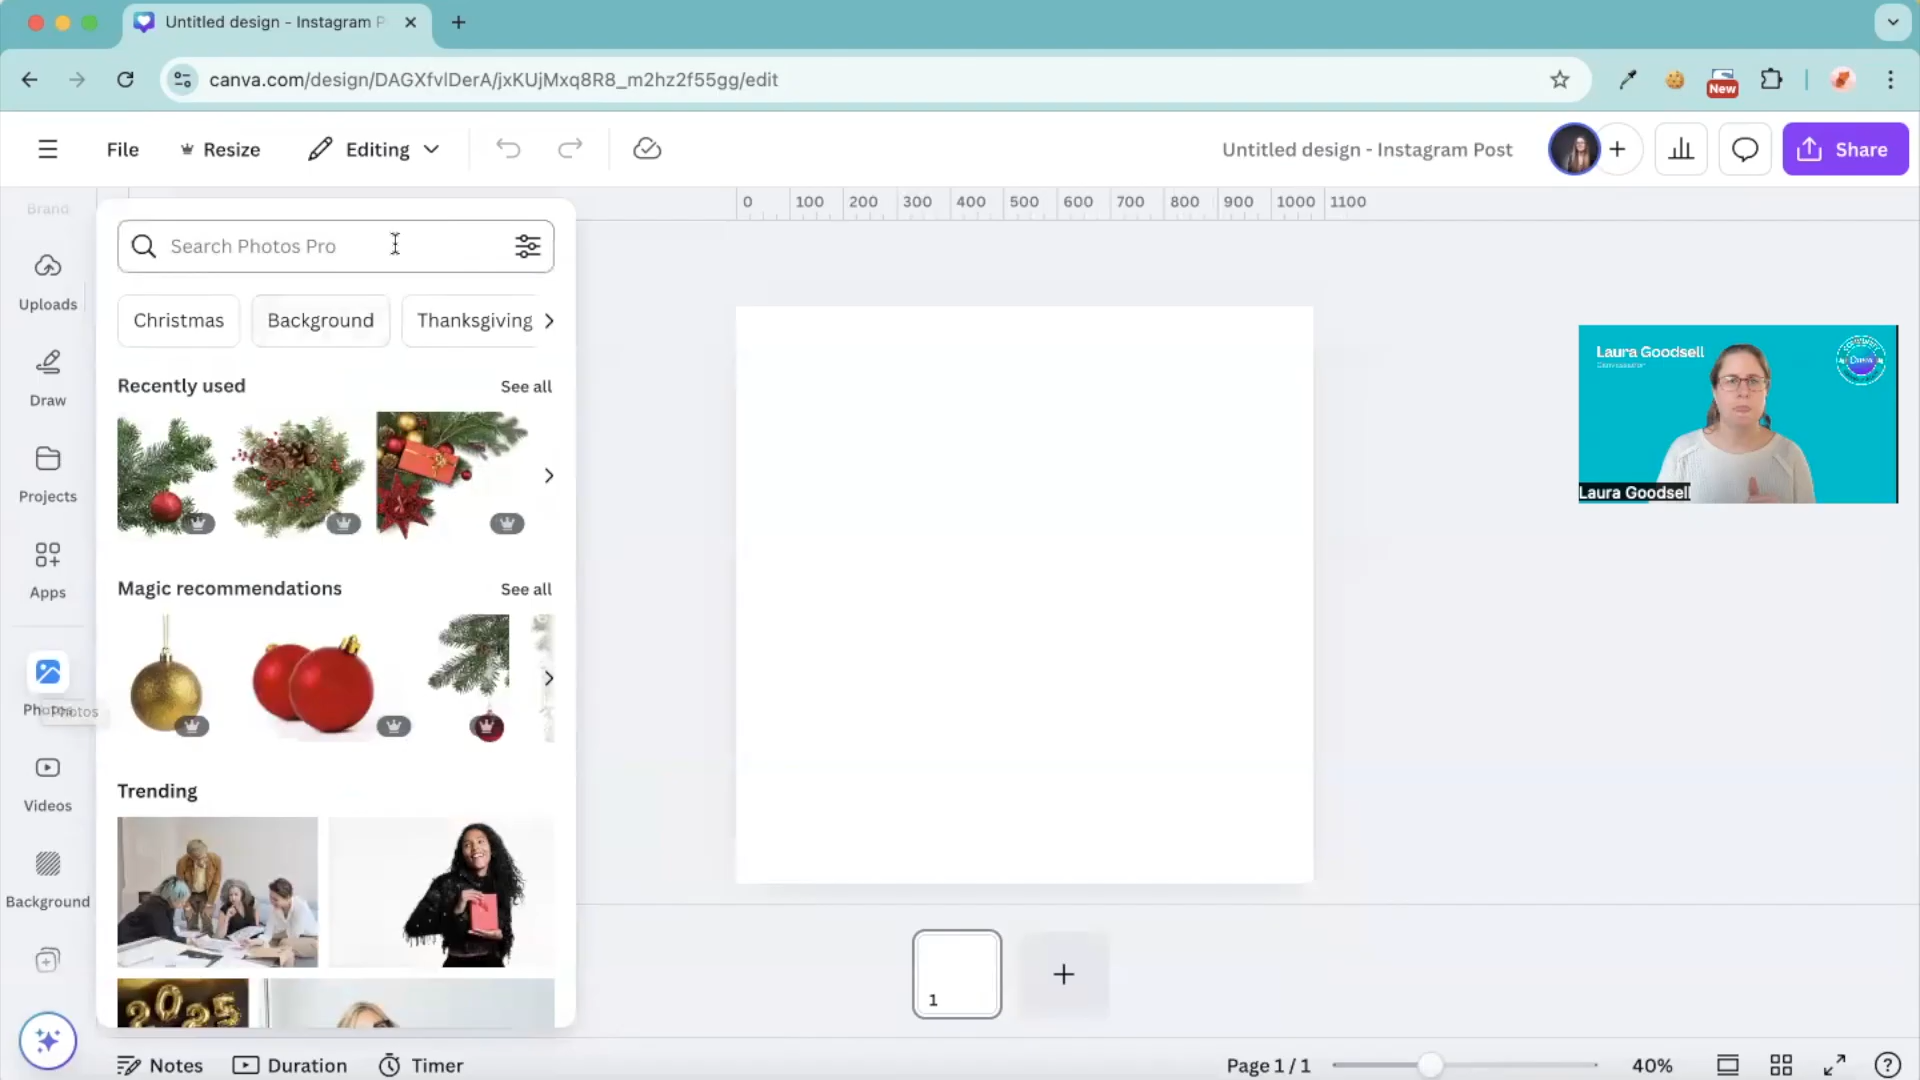 Untitled design - Instagram P
canva.com/design/DAGXfvlDerA/jxKUjMxq8R8_m2hz2f55gg/edit
New
File
Resize
Editing
Untitled design - Instagram Post
Share
0 100 200 300 400 500 600 700 800 900 1000 1100
Brand
Uploads
Draw
Projects
Apps
Photos
Photos
Videos
Background
Search Photos Pro
Christmas
Background
Thanksgiving
Recently used
See all
Magic recommendations
See all
Trending
2025
Laura Goodsell
Canva
Laura Goodsell
1
Notes
Duration
Timer
Page 1 / 1
40%